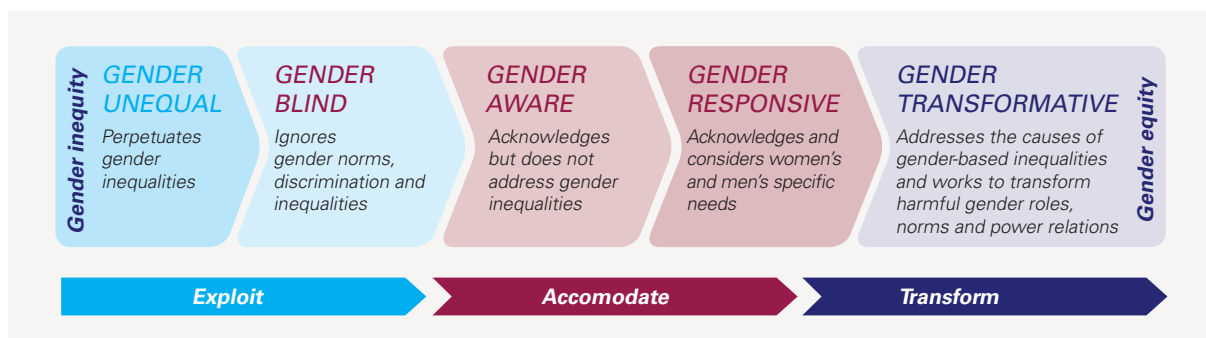 Gender inequity
GENDER
UNEQUAL
Perpetuates
gender
inequalities
GENDER
BLIND
Ignores
gender norms,
discrimination and
inequalities
GENDER
AWARE
Acknowledges
but does not
address gender
inequalities
GENDER
RESPONSIVE
Acknowledges and
considers women’s
and men’s specific
needs
GENDER
TRANSFORMATIVE
Addresses the causes of
gender-based inequalities
and works to transform
harmful gender roles,
norms and power relations
Gender equity
Exploit
Accomodate
Transform